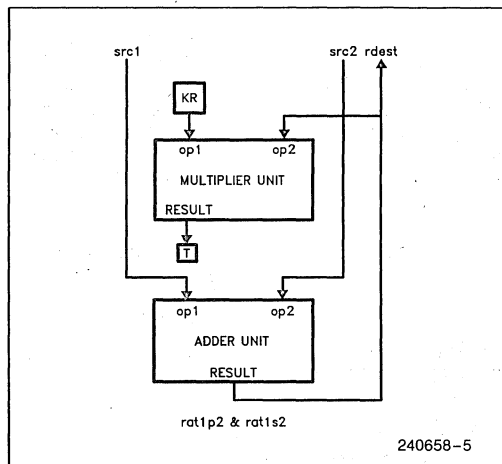 src1
src2 rdest
KR
op1
op2
MULTIPLIER UNIT
RESULT
T
op1
op2
ADDER UNIT
RESULT
rat1p2 & rat1s2
240658-5